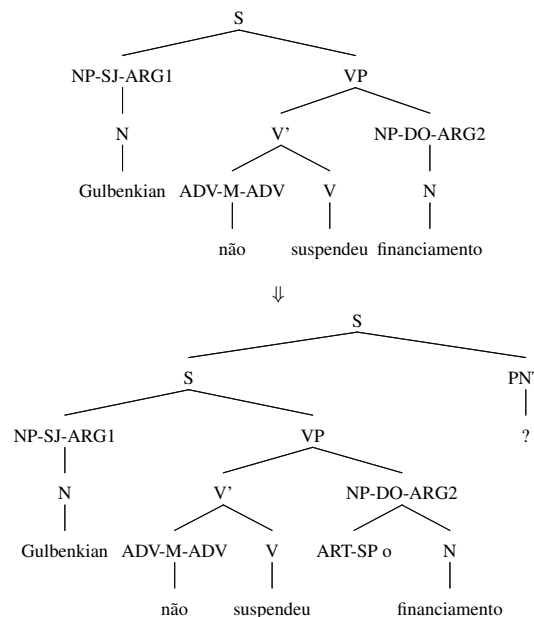 S
NP-SJ-ARG1 VP
N V’ NP-DO-ARG2
Gulbenkian ADV-M-ADV V N
não suspendeu financiamento
⇓
S
S PNT
NP-SJ-ARG1 VP ?
N V’ NP-DO-ARG2
Gulbenkian ADV-M-ADV V ART-SP o N
não suspendeu financiamento